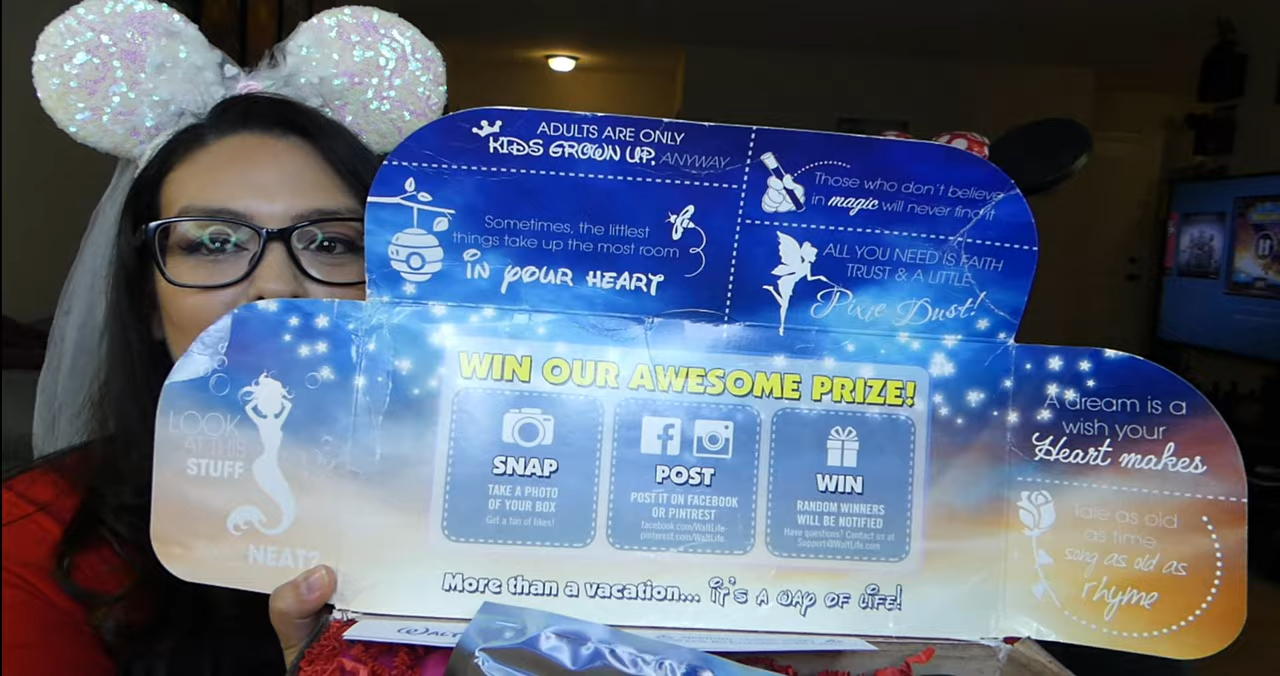 ADULTS ARE ONLY
KIDS GROWN UP, ANYWAY
Sometimes, the littlest
things take up the most room
IN YOUR HEART
Those who don't believe
in magic will never find it
ALL YOU NEED IS FAITH
TRUST & A LITTLE
Pixie Dust!
LOOK
AT THIS
STUFF
NEAT?
WIN OUR AWESOME PRIZE!
SNAP
TAKE A PHOTO
OF YOUR BOX
Get a ton of likes!
POST
POST IT ON FACEBOOK
OR PINTREST
facebook.com/WaltLife
pinterest.com/WaltLife
WIN
RANDOM WINNERS
WILL BE NOTIFIED
Have questions? Contact us at
Support@WaltLife.com
More than a vacation... IT'S A WAY OF LIFE!
A dream is a
wish your
Heart makes
Tale as old
as time
song as old as
rhyme
WALT